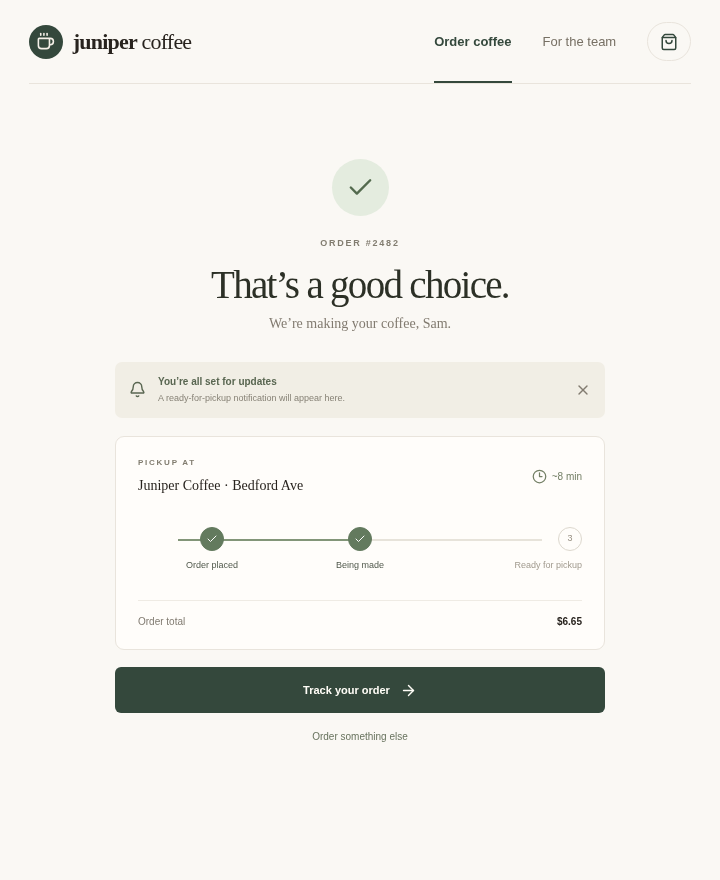 juniper coffee
Order coffee
For the team
ORDER #2482
That’s a good choice.
We’re making your coffee, Sam.
You’re all set for updates
A ready-for-pickup notification will appear here.
PICKUP AT
Juniper Coffee · Bedford Ave
~8 min
3
Order placed
Being made
Ready for pickup
Order total
$6.65
Track your order
Order something else